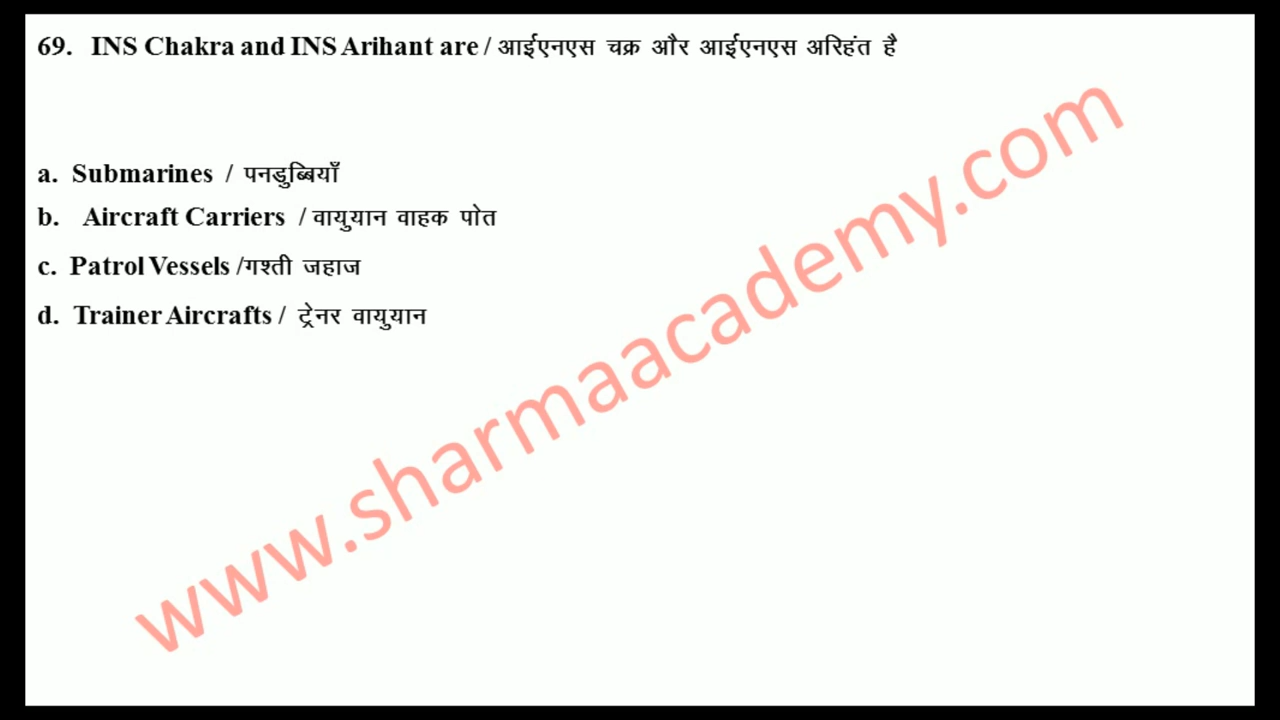 69. INS Chakra and INS Arihant are / आईएनएस चक्र और आईएनएस अरिहंत है
a. Submarines / पनडुब्बियाँ
b. Aircraft Carriers / वायुयान वाहक पोत
c. Patrol Vessels /गश्ती जहाज
d. Trainer Aircrafts / ट्रेनर वायुयान
www.sharmaacademy.com